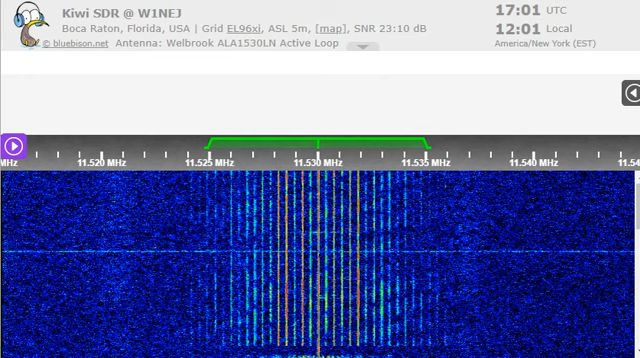 Kiwi SDR @ W1NEJ
Boca Raton, Florida, USA | Grid EL96xi, ASL 5m, [map], SNR 23:10 dB
© bluebison.net Antenna: Welbrook ALA1530LN Active Loop
17:01 UTC
12:01 Local
America/New York (EST)
MHz 11.520 MHz 11.525 MHz 11.530 MHz 11.535 MHz 11.540 MHz 11.54